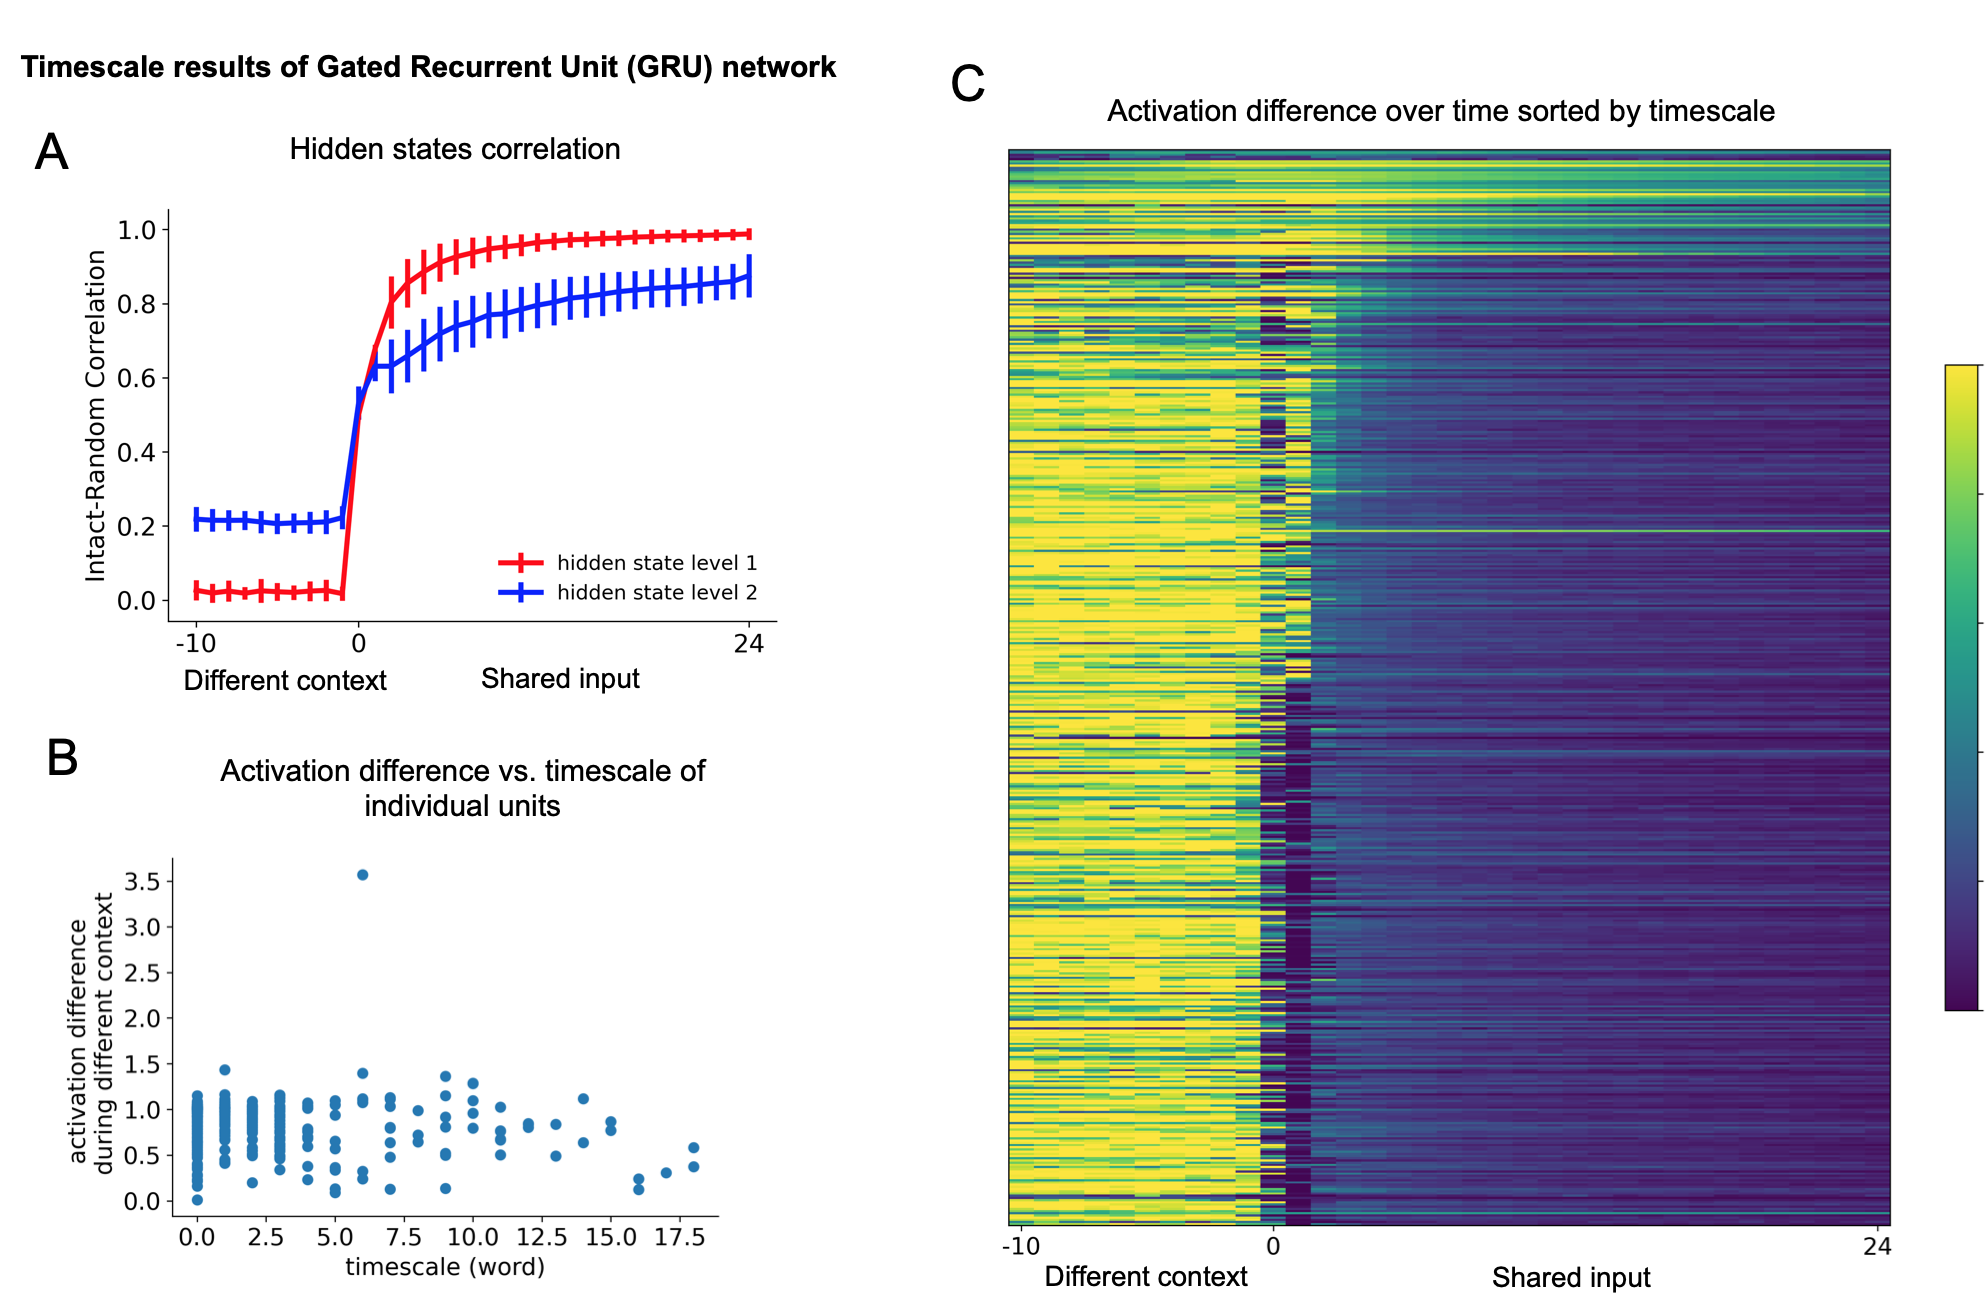 Timescale results of Gated Recurrent Unit (GRU) network
A
Hidden states correlation
Intact-Random Correlation
1.0
0.8
0.6
0.4
0.2
0.0
hidden state level 1
hidden state level 2
-10
0
24
Different context
Shared input
B
Activation difference vs. timescale of
individual units
activation difference
during different context
3.5
3.0
2.5
2.0
1.5
1.0
0.5
0.0
0.0
2.5
5.0
7.5
10.0
12.5
15.0
17.5
timescale (word)
C
Activation difference over time sorted by timescale
-10
0
24
Different context
Shared input